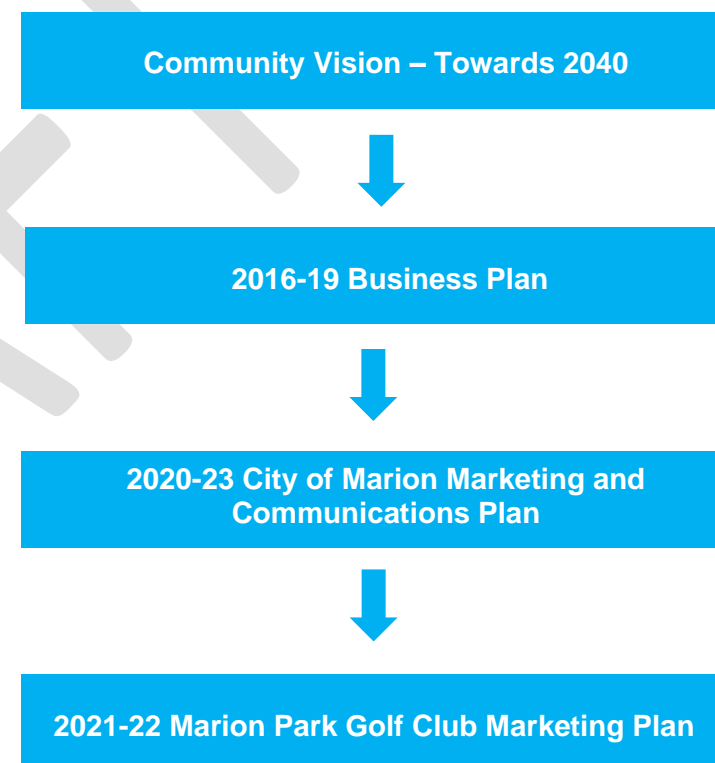 Community Vision – Towards 2040
2016-19 Business Plan
2020-23 City of Marion Marketing and
Communications Plan
2021-22 Marion Park Golf Club Marketing Plan